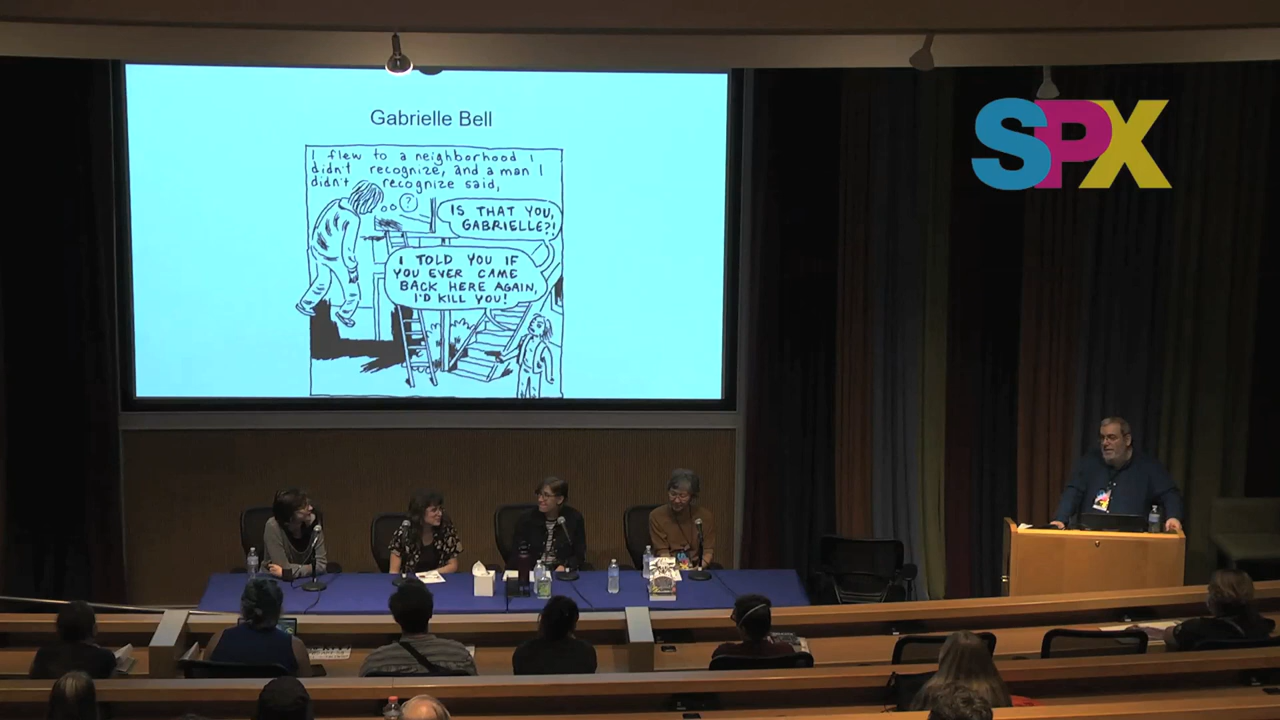 Gabrielle Bell
I flew to a neighborhood I
didn't recognize, and a man I
didn't recognize said,
?
IS THAT YOU,
GABRIELLE?!
I TOLD YOU IF
YOU EVER CAME
BACK HERE AGAIN,
I'D KILL YOU!
SPX